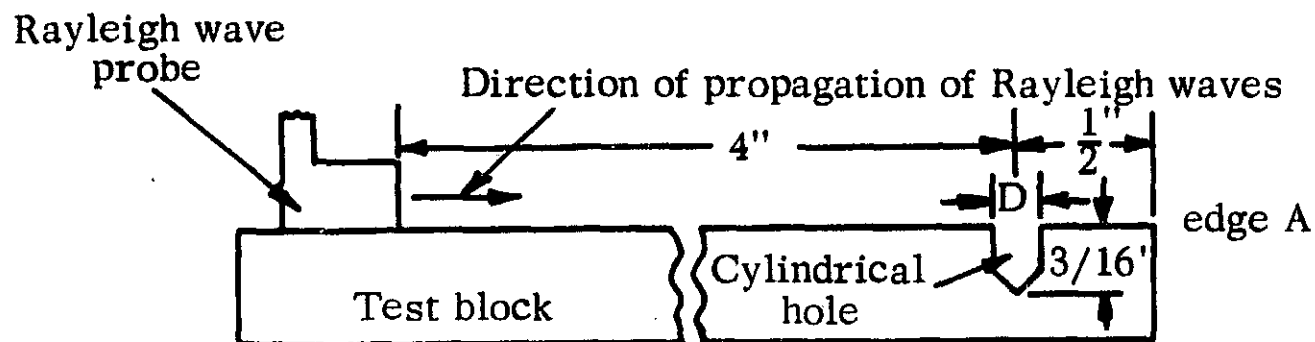 Rayleigh wave
probe
Direction of propagation of Rayleigh waves
4"
1/2"
D
edge A
3/16"
Cylindrical
hole
Test block